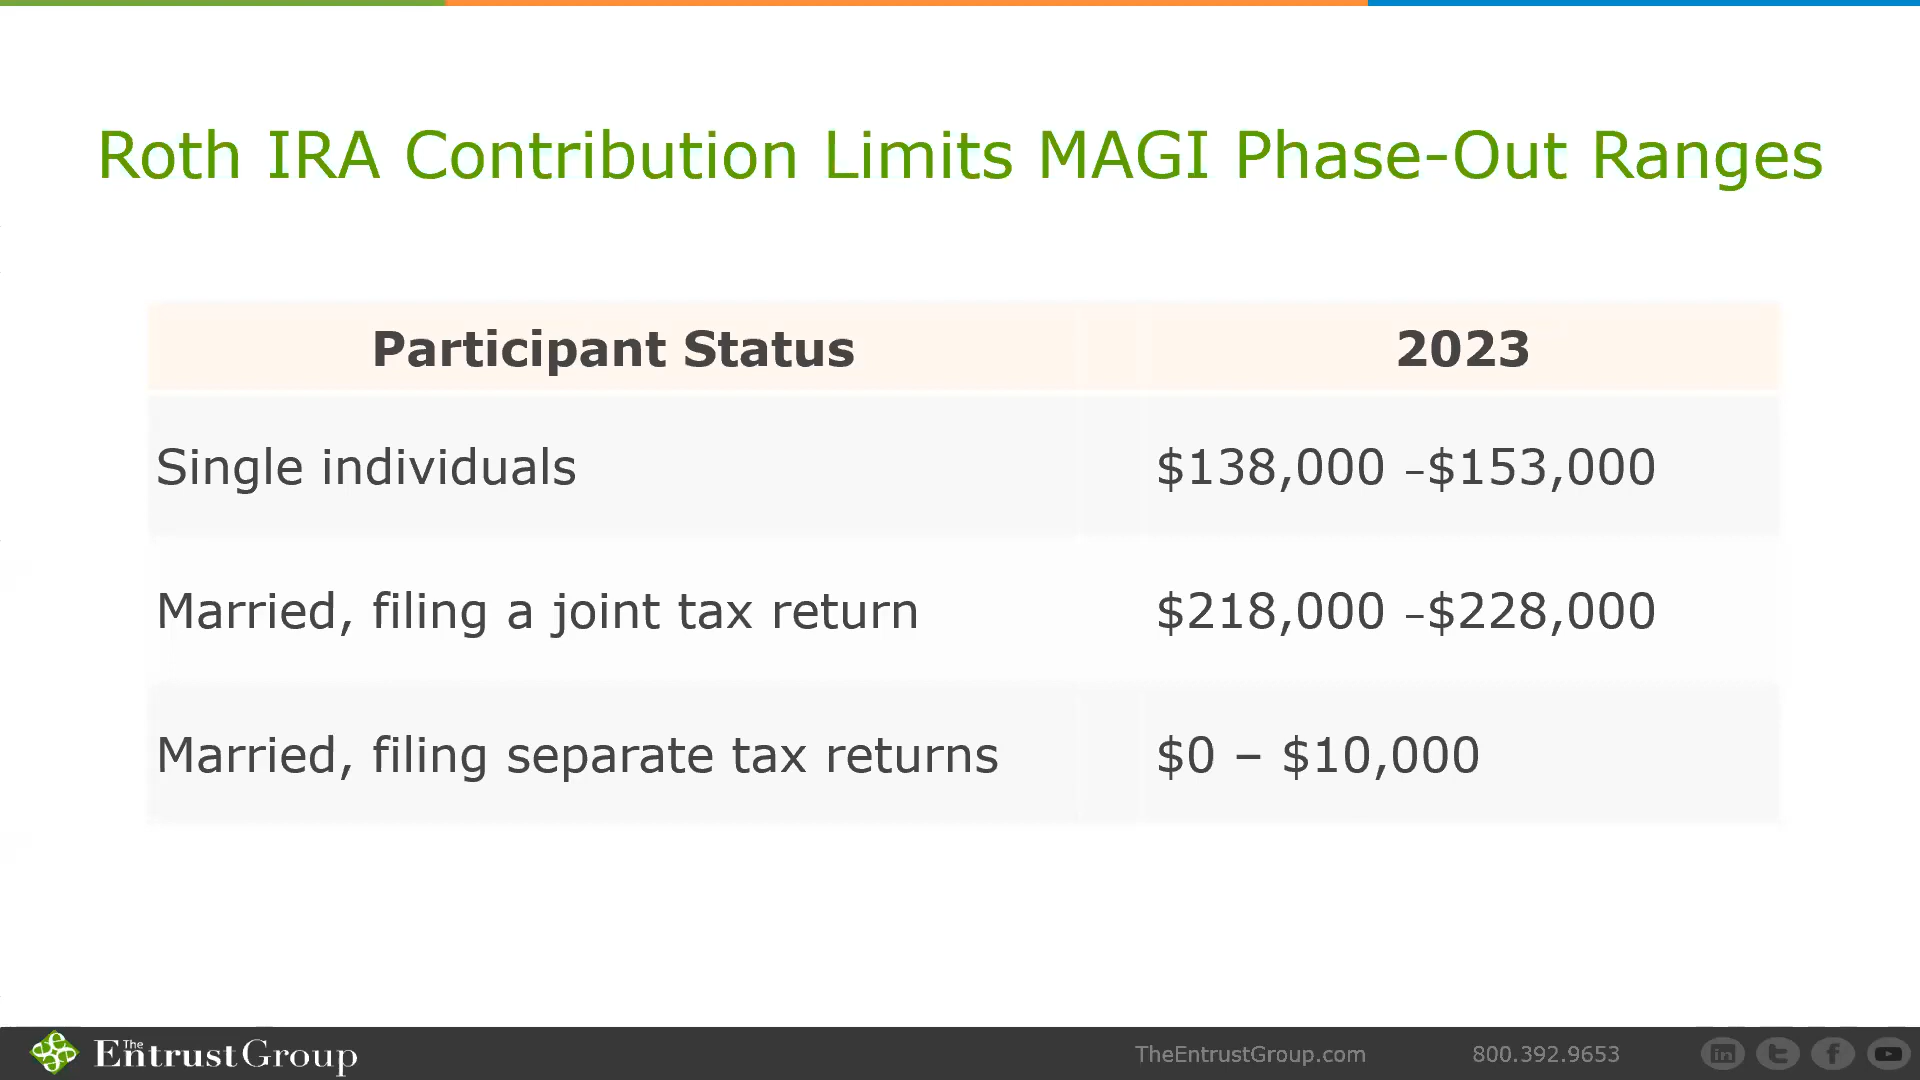 Roth IRA Contribution Limits MAGI Phase-Out Ranges
Participant Status 2023
Single individuals $138,000 –$153,000
Married, filing a joint tax return $218,000 –$228,000
Married, filing separate tax returns $0 – $10,000
The EntrustGroup TheEntrustGroup.com 800.392.9653